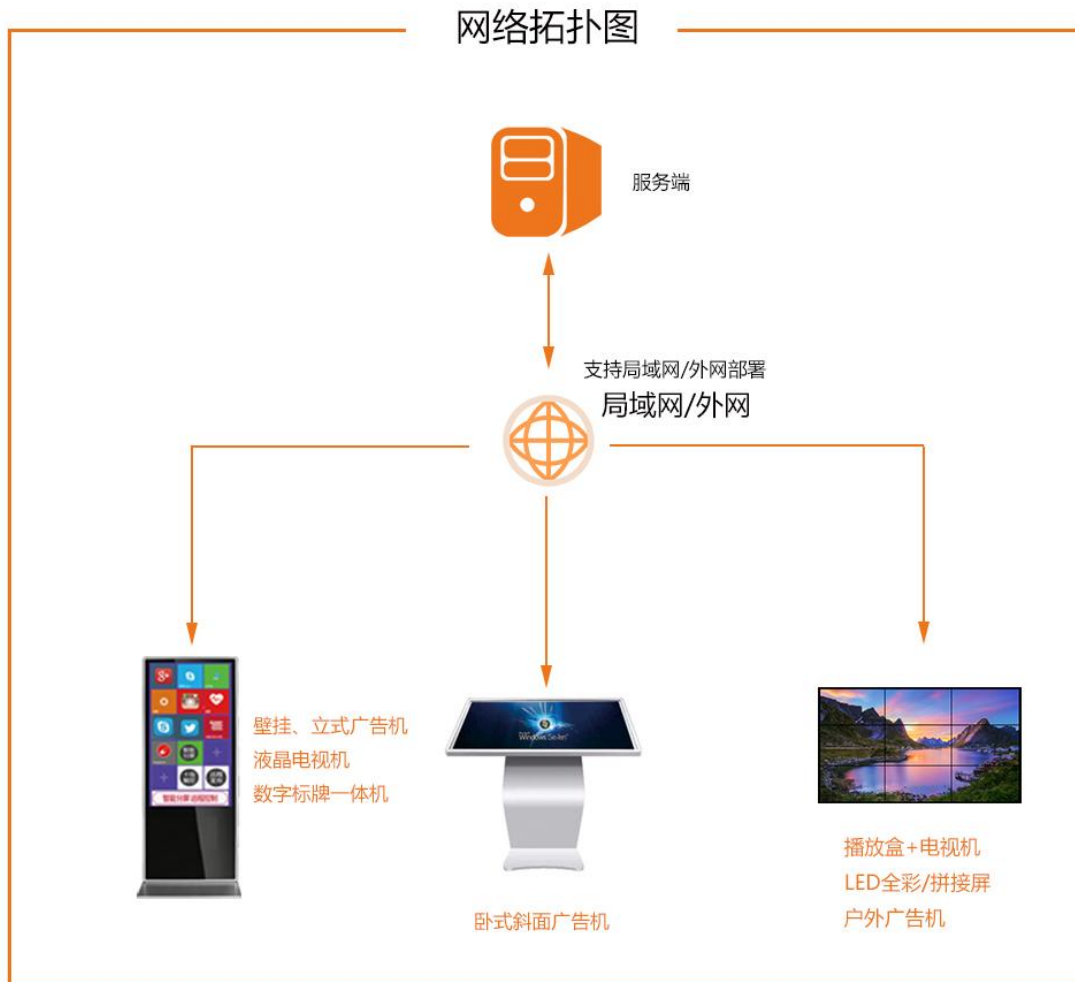 网络拓扑图
服务端
支持局域网/外网部署
局域网/外网
壁挂、立式广告机
液晶电视机
数字标牌一体机
卧式斜面广告机
播放盒+电视机
LED全彩/拼接屏
户外广告机